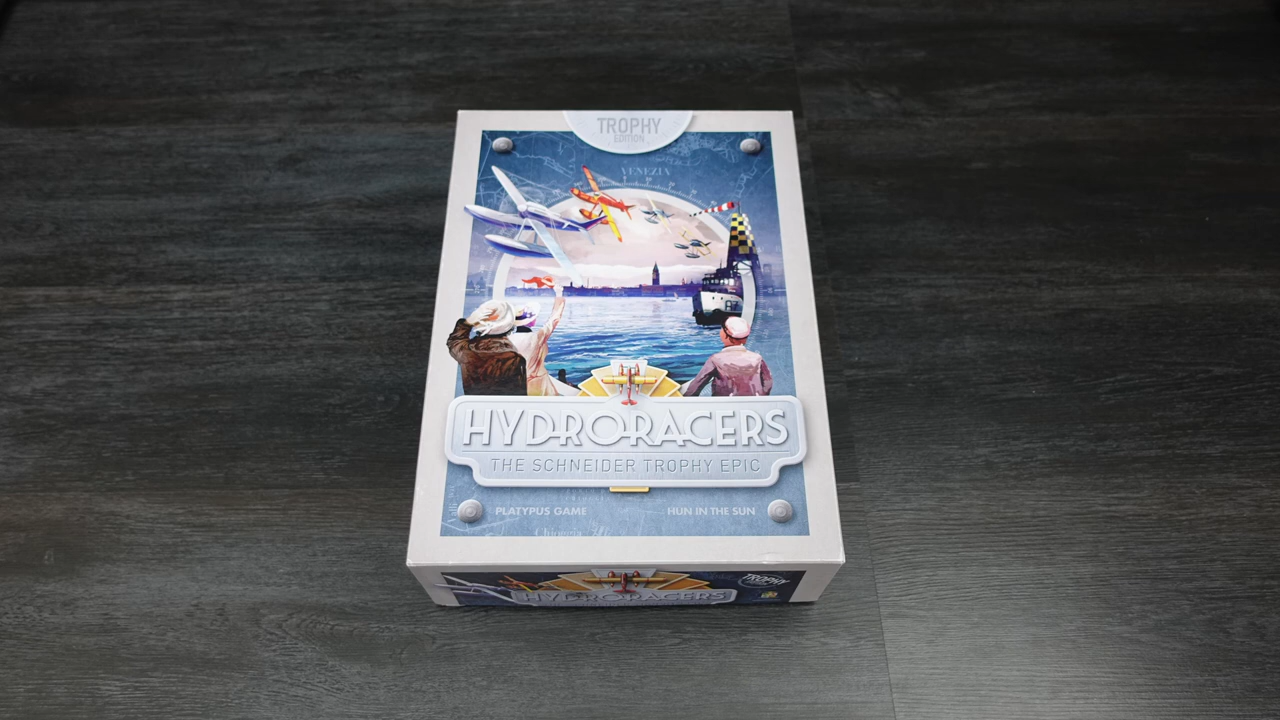 TROPHY
EDITION
VENEZIA
HYDRORACERS
THE SCHNEIDER TROPHY EPIC
PLATYPUS GAME
HUN IN THE SUN
TROPHY
HYDRORACERS